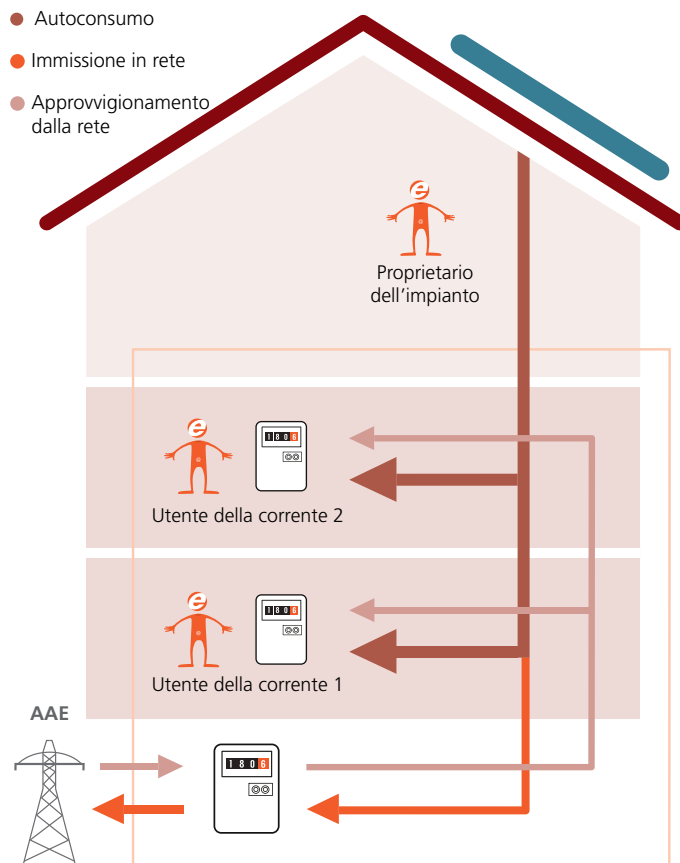 Autoconsumo
Immissione in rete
Approvvigionamento
dalla rete
e
Proprietario
dell'impianto
e
1806
Utente della corrente 2
e
1806
Utente della corrente 1
AAE
1806